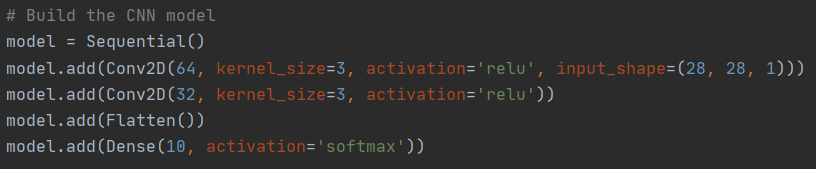 # Build the CNN model
model = Sequential()
model.add(Conv2D(64, kernel_size=3, activation='relu', input_shape=(28, 28, 1)))
model.add(Conv2D(32, kernel_size=3, activation='relu'))
model.add(Flatten())
model.add(Dense(10, activation='softmax'))